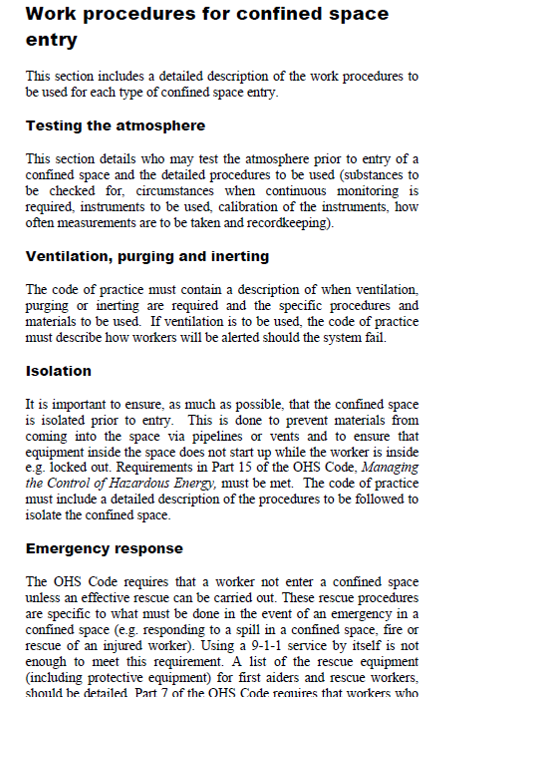 Work procedures for confined space
entry
This section includes a detailed description of the work procedures to
be used for each type of confined space entry.
Testing the atmosphere
This section details who may test the atmosphere prior to entry of a
confined space and the detailed procedures to be used (substances to
be checked for, circumstances when continuous monitoring is
required, instruments to be used, calibration of the instruments, how
often measurements are to be taken and recordkeeping).
Ventilation, purging and inerting
The code of practice must contain a description of when ventilation,
purging or inerting are required and the specific procedures and
materials to be used.  If ventilation is to be used, the code of practice
must describe how workers will be alerted should the system fail.
Isolation
It is important to ensure, as much as possible, that the confined space
is isolated prior to entry.  This is done to prevent materials from
coming into the space via pipelines or vents and to ensure that
equipment inside the space does not start up while the worker is inside
e.g. locked out. Requirements in Part 15 of the OHS Code, Managing
the Control of Hazardous Energy, must be met.  The code of practice
must include a detailed description of the procedures to be followed to
isolate the confined space.
Emergency response
The OHS Code requires that a worker not enter a confined space
unless an effective rescue can be carried out. These rescue procedures
are specific to what must be done in the event of an emergency in a
confined space (e.g. responding to a spill in a confined space, fire or
rescue of an injured worker). Using a 9-1-1 service by itself is not
enough to meet this requirement. A list of the rescue equipment
(including protective equipment) for first aiders and rescue workers,
should be detailed. Part 7 of the OHS Code requires that workers who